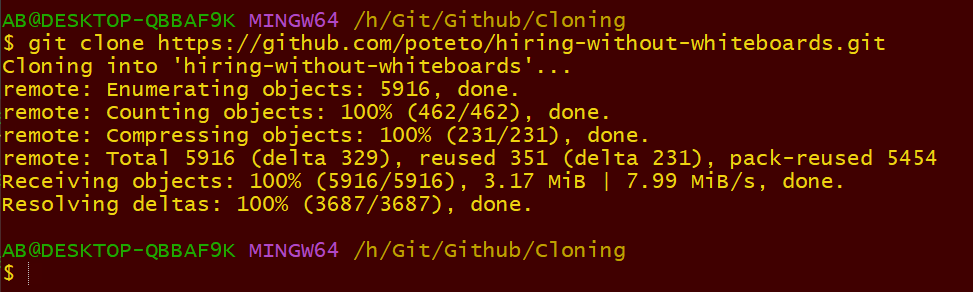 AB@DESKTOP-QBBAF9K MINGW64 /h/Git/Github/Cloning
$ git clone https://github.com/poteto/hiring-without-whiteboards.git
Cloning into 'hiring-without-whiteboards'...
remote: Enumerating objects: 5916, done.
remote: Counting objects: 100% (462/462), done.
remote: Compressing objects: 100% (231/231), done.
remote: Total 5916 (delta 329), reused 351 (delta 231), pack-reused 5454
Receiving objects: 100% (5916/5916), 3.17 MiB | 7.99 MiB/s, done.
Resolving deltas: 100% (3687/3687), done.
AB@DESKTOP-QBBAF9K MINGW64 /h/Git/Github/Cloning
$